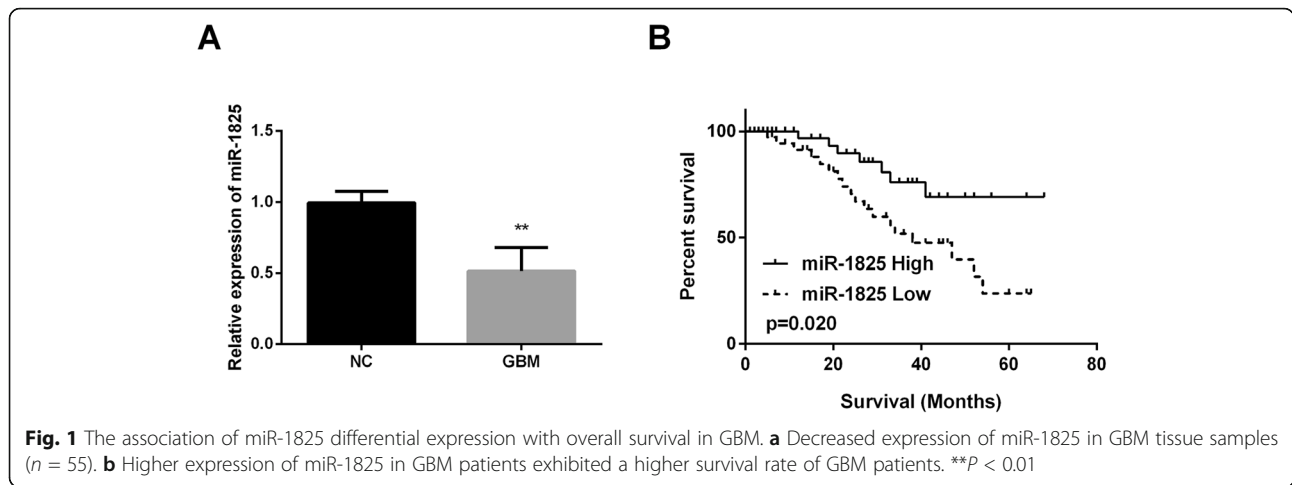 A
Relative expression of miR-1825
1.5
1.0
0.5
0.0
**
NC
GBM
B
Percent survival
100
50
0
miR-1825 High
miR-1825 Low
p=0.020
0
20
40
60
80
Survival (Months)
Fig. 1 The association of miR-1825 differential expression with overall survival in GBM. a Decreased expression of miR-1825 in GBM tissue samples
(n = 55). b Higher expression of miR-1825 in GBM patients exhibited a higher survival rate of GBM patients. **P < 0.01